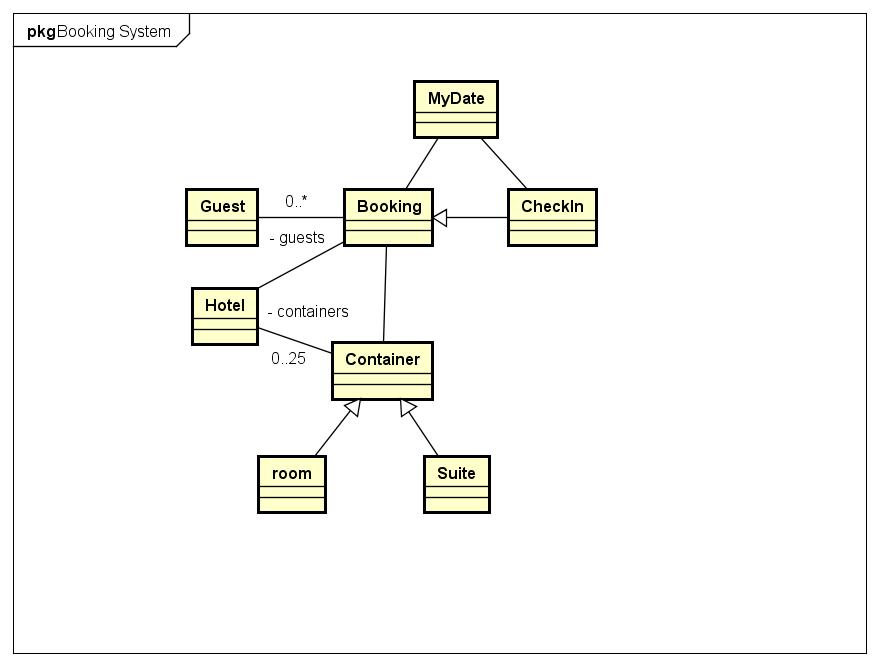 pkgBooking System
MyDate
Guest
0..*
Booking
CheckIn
- guests
Hotel
- containers
0..25
Container
room
Suite